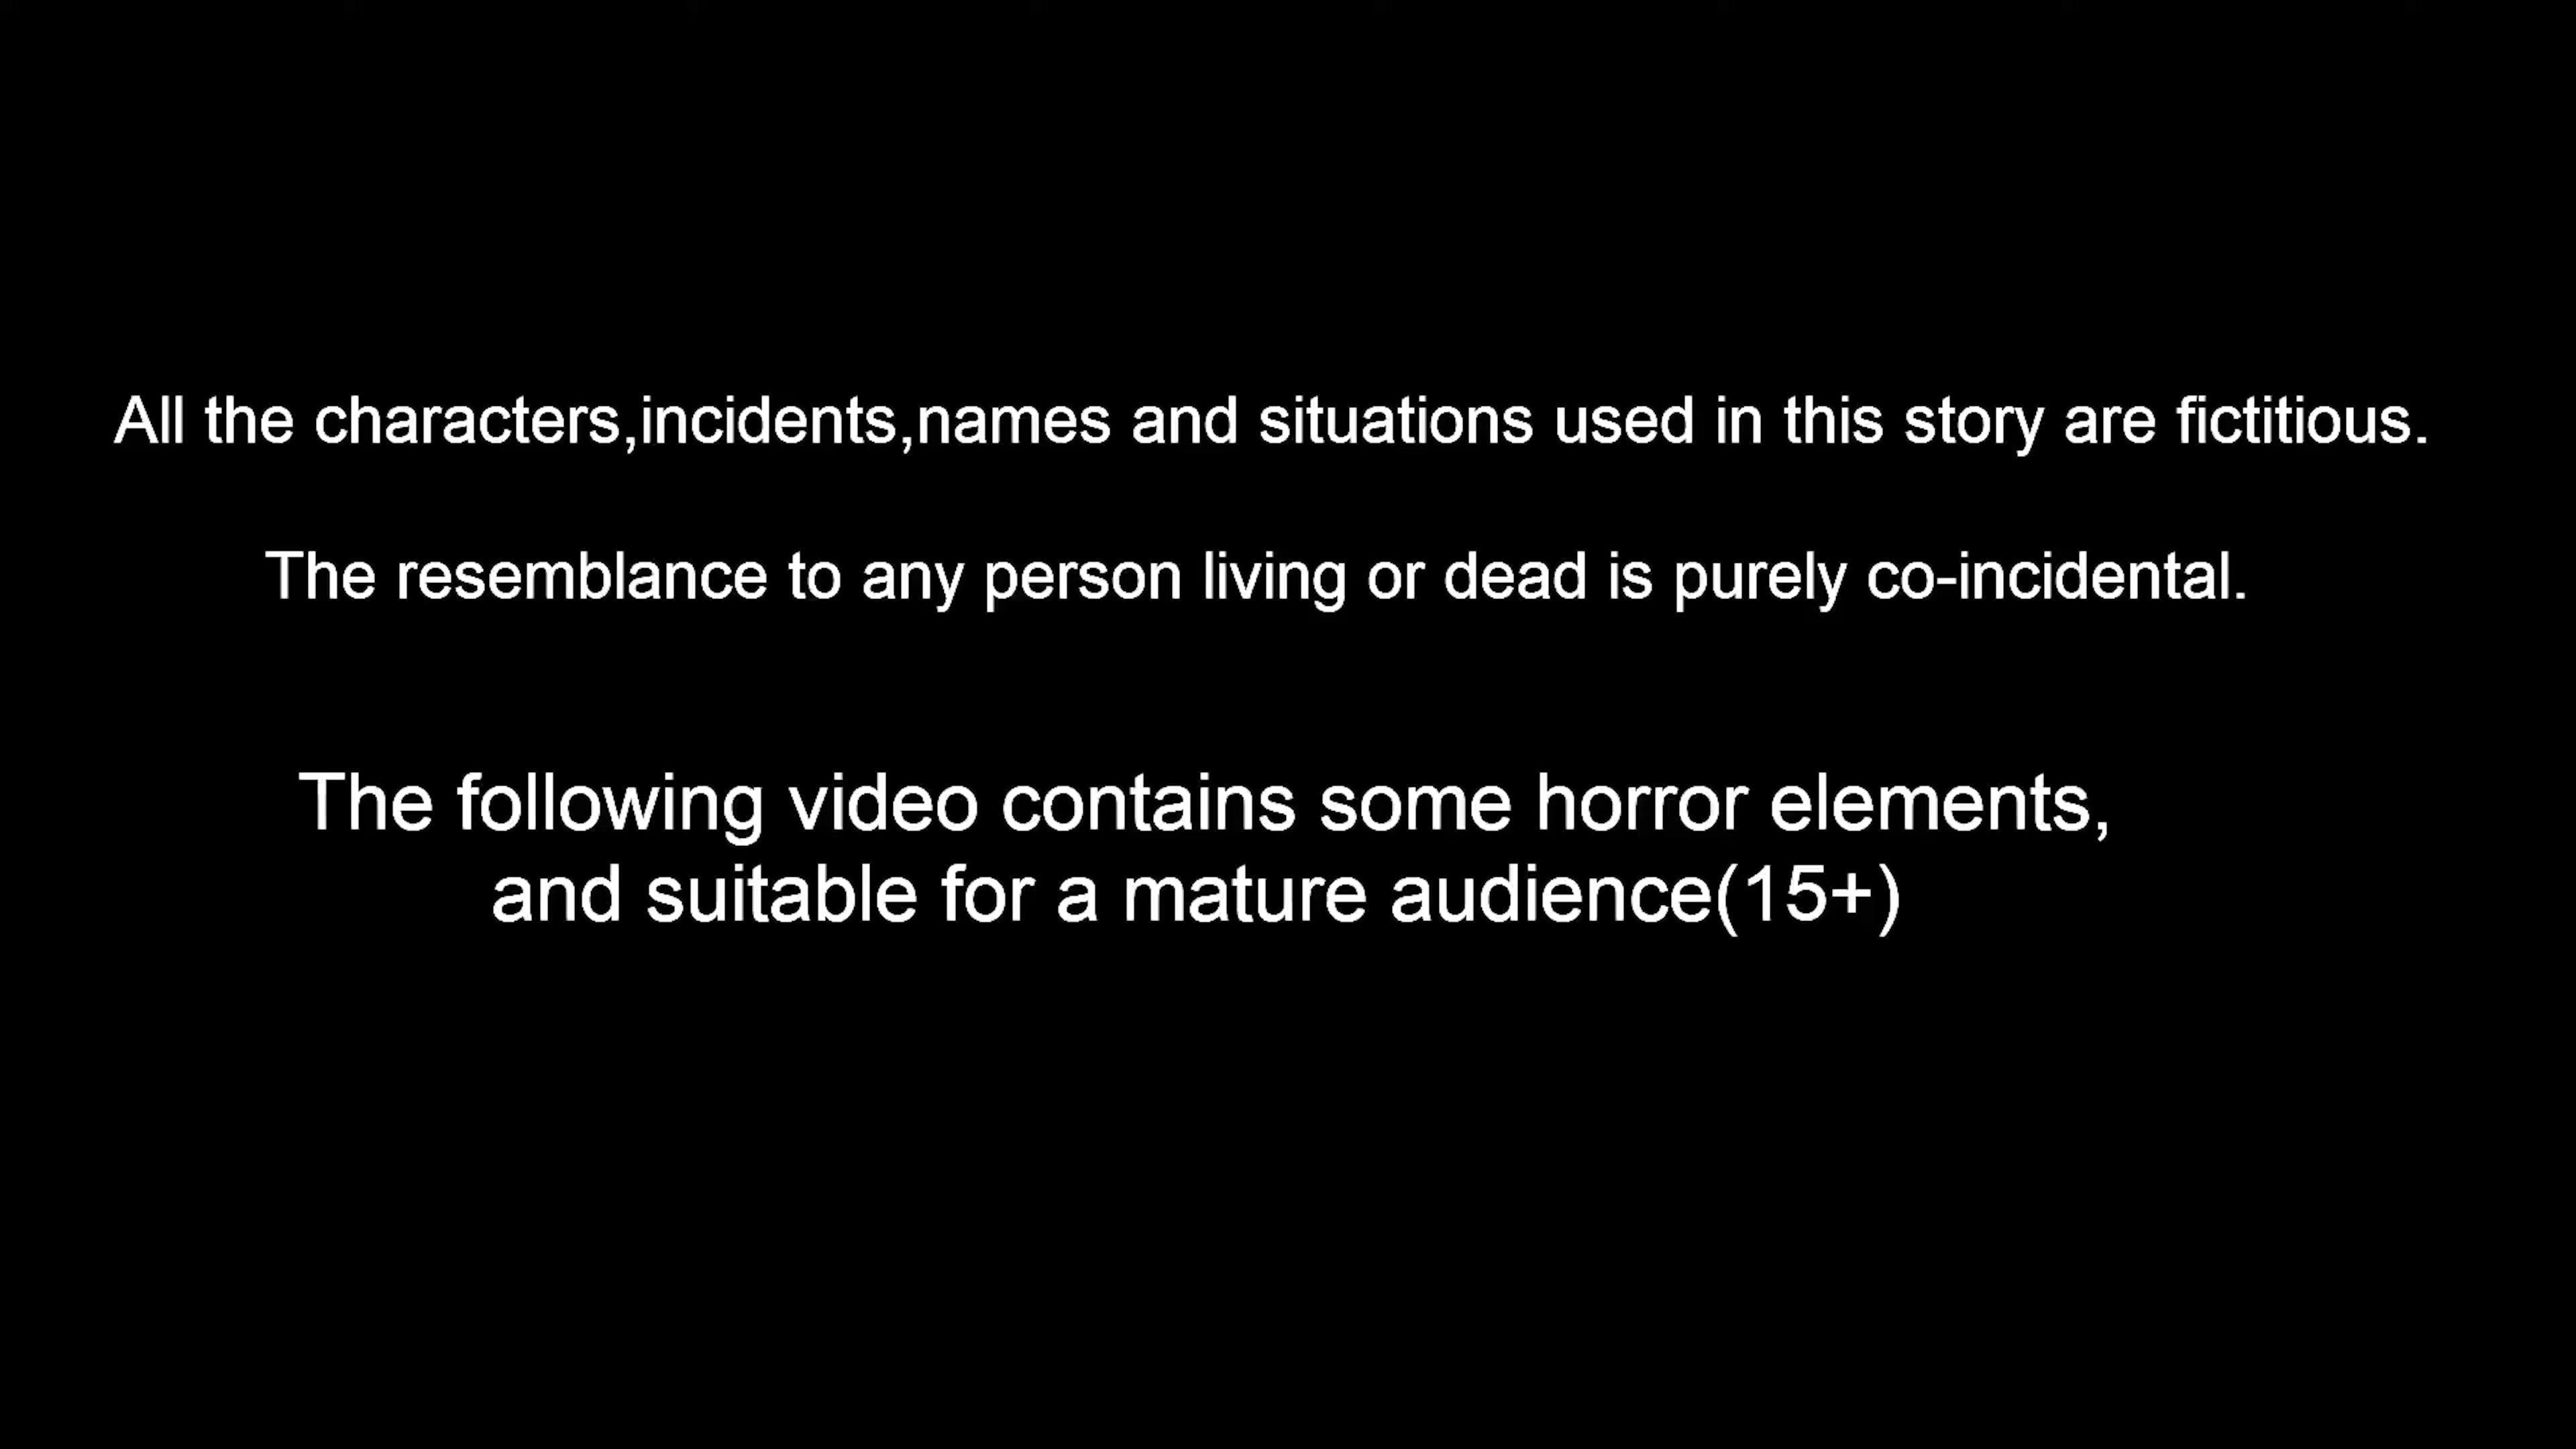 All the characters,incidents,names and situations used in this story are fictitious.
The resemblance to any person living or dead is purely co-incidental.
The following video contains some horror elements,
and suitable for a mature audience(15+)